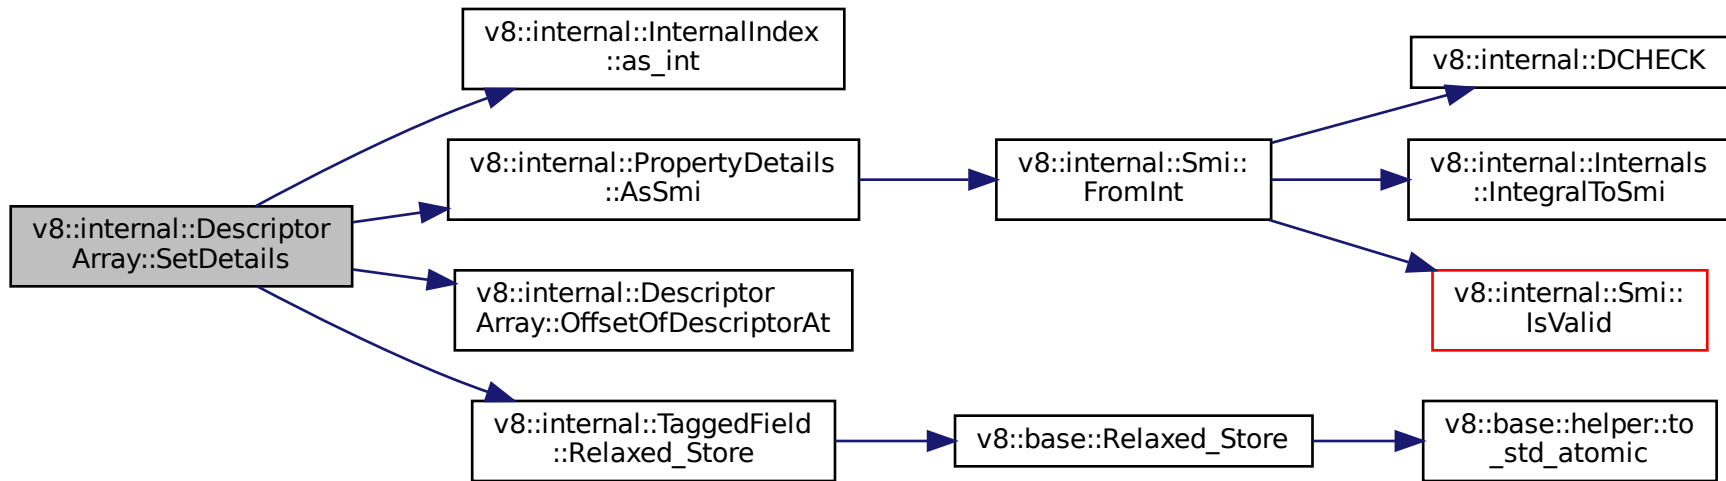 v8::internal::InternalIndex
::as_int
v8::internal::DCHECK
v8::internal::PropertyDetails
::AsSmi
v8::internal::Smi::
FromInt
v8::internal::Internals
::IntegralToSmi
v8::internal::Descriptor
Array::SetDetails
v8::internal::Descriptor
Array::OffsetOfDescriptorAt
v8::internal::Smi::
IsValid
v8::internal::TaggedField
::Relaxed_Store
v8::base::Relaxed_Store
v8::base::helper::to
_std_atomic